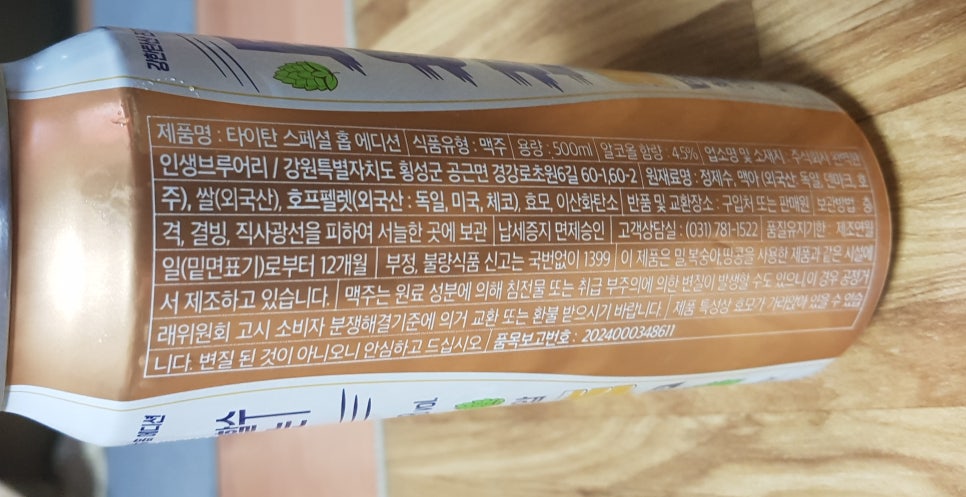 제품명 : 타이탄 스페셜 홉 에디션 식품유형 : 맥주 용량 : 500ml 알코올 함량 : 4.5% 업소명 및 소재지 : 주식회사
인생브루어리 / 강원특별자치도 횡성군 공근면 경강로초원6길 60-1,60-2 원재료명 : 정제수, 맥아 (외국산 : 독일, 덴마크, 호
주), 쌀(외국산), 호프펠렛(외국산 : 독일, 미국, 체코), 효모, 이산화탄소 반품 및 교환장소 : 구입처 또는 판매원 보관방법 : 충
격, 결빙, 직사광선을 피하여 서늘한 곳에 보관 납세증지 면제승인 고객상담실 : (031) 781-1522 품질유지기한 : 제조연월
일(밑면표기)로부터 12개월 부정, 불량식품 신고는 국번없이 1399 이 제품은 밀, 복숭아, 땅콩을 사용한 제품과 같은 시설에
서 제조하고 있습니다. 맥주는 원료 성분에 의해 침전물 또는 취급 부주의에 의한 변질이 발생할 수도 있으니 이 경우 공정거
래위원회 고시 소비자 분쟁해결기준에 의거 교환 또는 환불 받으시기 바랍니다 제품 특성상 효모가 가라앉아 있을 수 있습
니다. 변질 된 것이 아니오니 안심하고 드십시오 품목보고번호 : 2024000348611